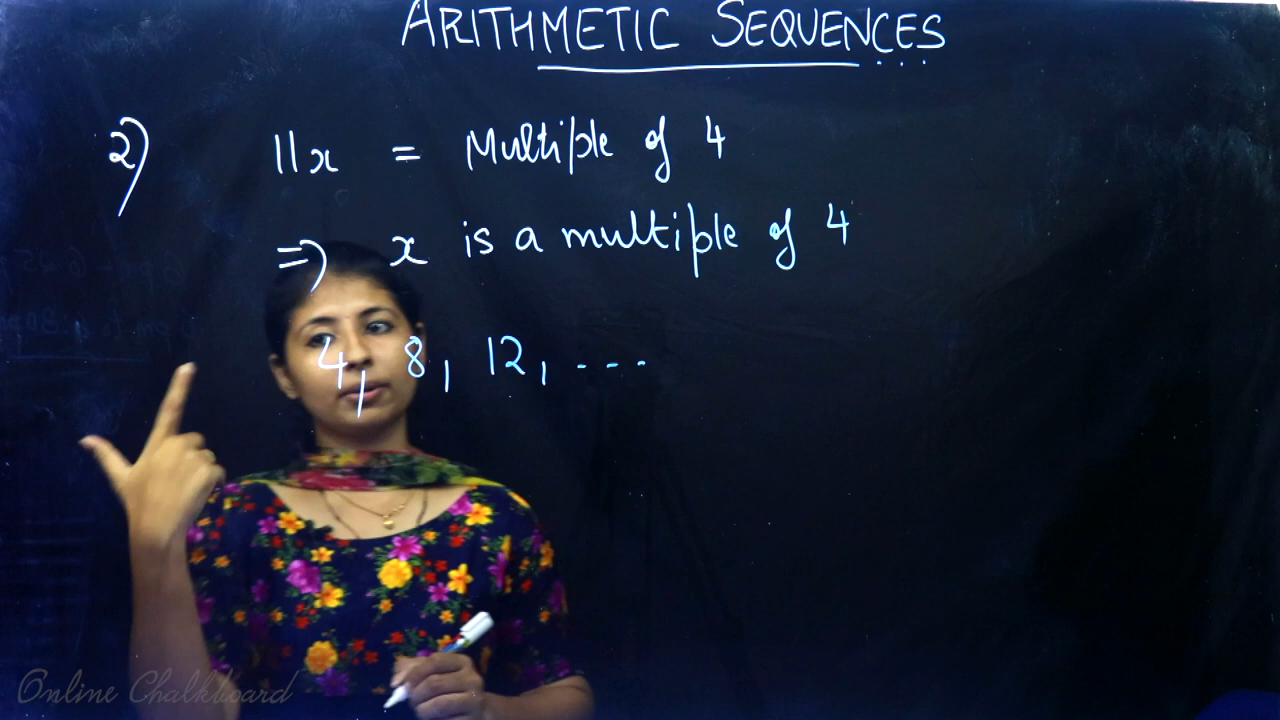 ARITHMETIC SEQUENCES...
2) 11x = Multiple of 4
⇒ x is a multiple of 4
4, 8, 12, ---
Online Chalkboard